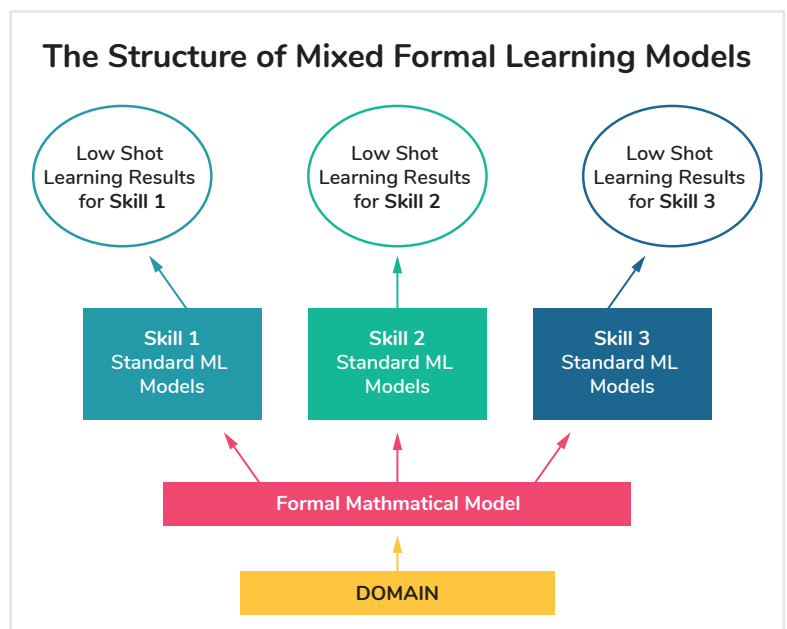 The Structure of Mixed Formal Learning Models
Low Shot
Learning Results
for Skill 1
Low Shot
Learning Results
for Skill 2
Low Shot
Learning Results
for Skill 3
Skill 1
Standard ML
Models
Skill 2
Standard ML
Models
Skill 3
Standard ML
Models
Formal Mathmatical Model
DOMAIN